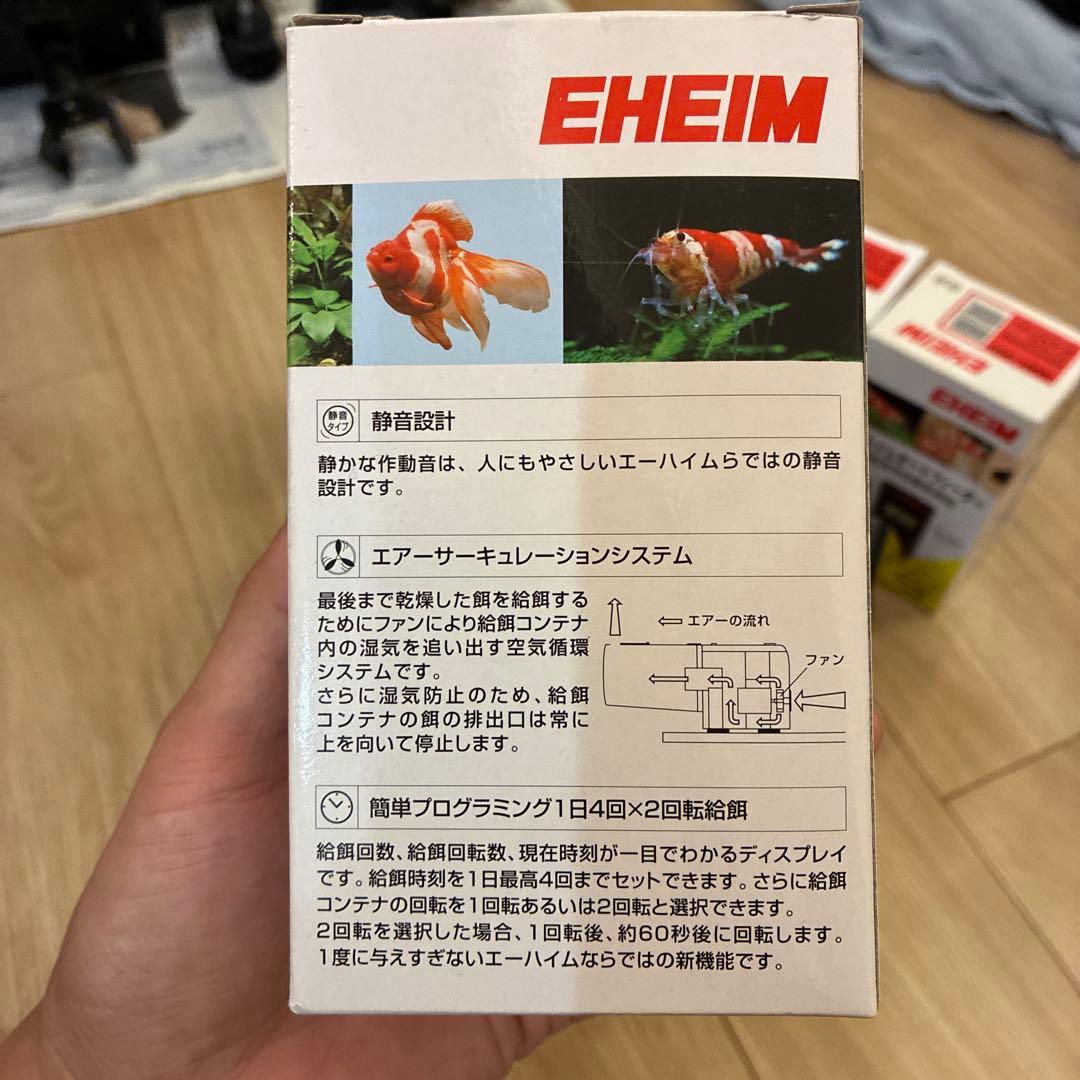 EHEIM
静音
タイプ
静音設計
静かな作動音は、人にもやさしいエーハイムらではの静音
設計です。
エアーサーキュレーションシステム
最後まで乾燥した餌を給餌する
ためにファンにより給餌コンテナ
内の湿気を追い出す空気循環
システムです。
さらに湿気防止のため、給餌
コンテナの餌の排出口は常に
上を向いて停止します。
エアーの流れ
ファン
簡単プログラミング1日4回×2回転給餌
給餌回数、給餌回転数、現在時刻が一目でわかるディスプレイ
です。給餌時刻を1日最高4回までセットできます。さらに給餌
コンテナの回転を1回転あるいは2回転と選択できます。
2回転を選択した場合、1回転後、約60秒後に回転します。
1度に与えすぎないエーハイムならではの新機能です。
EHEIM
EHEIM